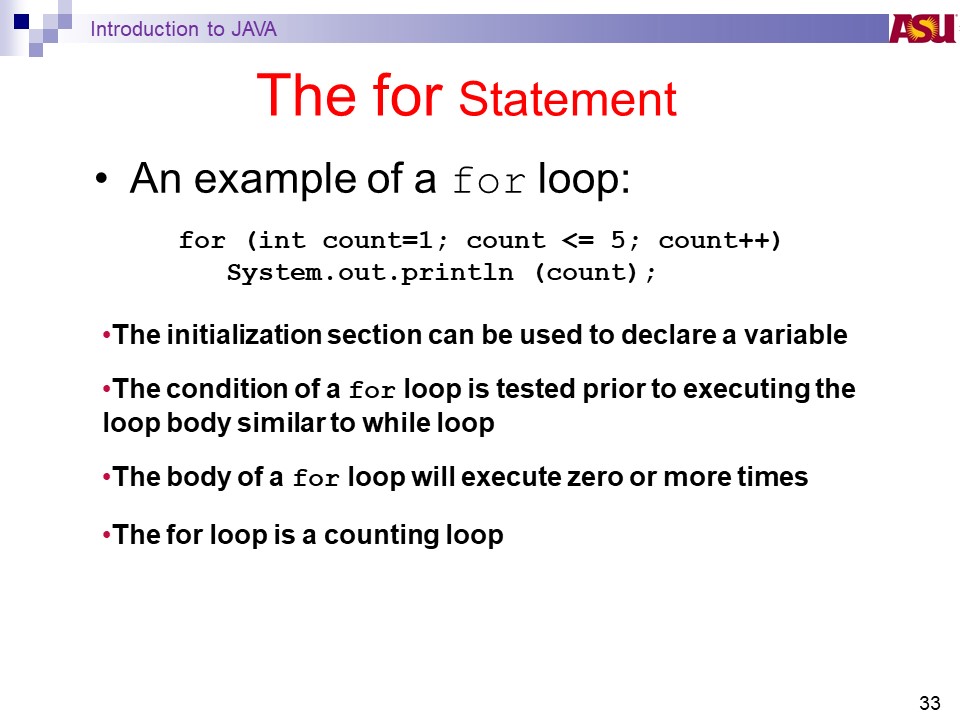 Introduction to JAVA
ASU
The for Statement
• An example of a for loop:
for (int count=1; count <= 5; count++)
System.out.println (count);
•The initialization section can be used to declare a variable
•The condition of a for loop is tested prior to executing the
loop body similar to while loop
•The body of a for loop will execute zero or more times
•The for loop is a counting loop
33